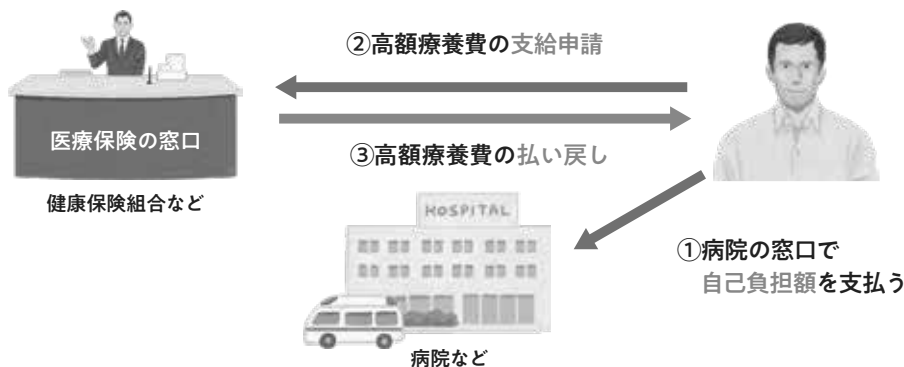 ②高額療養費の支給申請
医療保険の窓口
③高額療養費の払い戻し
健康保険組合など
HOSPITAL
①病院の窓口で
自己負担額を支払う
病院など